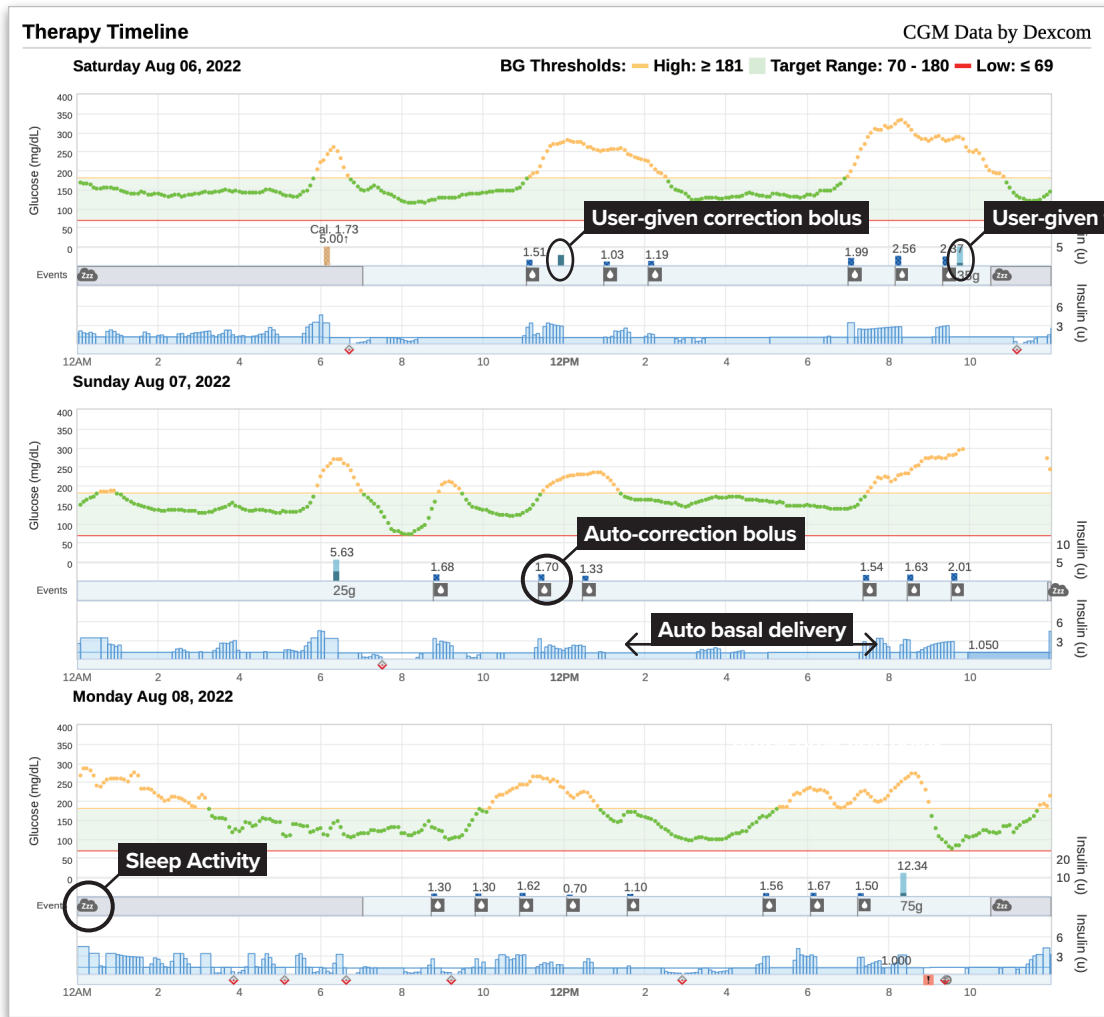 Therapy Timeline
CGM Data by Dexcom
Saturday Aug 06, 2022
BG Thresholds: High: ≥ 181 Target Range: 70 - 180 Low: ≤ 69
Glucose (mg/dL)
400
350
300
250
200
150
100
50
0
User-given correction bolus
User-given
Cal. 1.73
5.00↑
1.51
1.03
1.19
1.99
2.56
2.37
5
35g
Events
Zzz
Zzz
Insulin (u)
6
3
12AM 2 4 6 8 10 12PM 2 4 6 8 10
Sunday Aug 07, 2022
Glucose (mg/dL)
400
350
300
250
200
150
100
50
0
Auto-correction bolus
Insulin (u)
10
5
5.63
1.68
1.70
1.33
1.54
1.63
2.01
Events
25g
Zzz
Auto basal delivery
Insulin (u)
6
3
1.050
2 4 6 8 10 12PM 2 4 6 8 10
Monday Aug 08, 2022
Glucose (mg/dL)
400
350
300
250
200
150
100
50
0
Sleep Activity
Insulin (u)
20
10
1.30
1.30
1.62
0.70
1.10
1.56
1.67
1.50
12.34
Events
Zzz
75g
Zzz
Insulin (u)
6
3
1.000
!
12AM 2 4 6 8 10 12PM 2 4 6 8 10